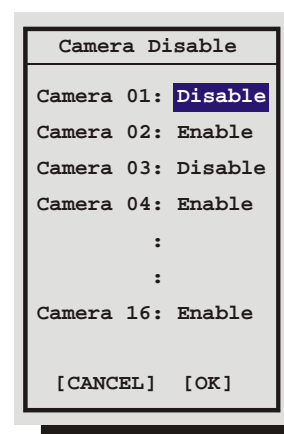 Camera Disable
Camera 01: Disable
Camera 02: Enable
Camera 03: Disable
Camera 04: Enable
:
:
Camera 16: Enable
[CANCEL] [OK]